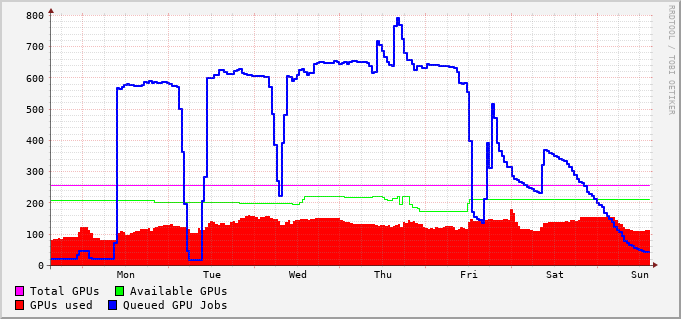 800
700
600
500
400
300
200
100
0
Mon Tue Wed Thu Fri Sat Sun
Total GPUs Available GPUs
GPUs used Queued GPU Jobs
RRDTOOL / TOBI OETIKER